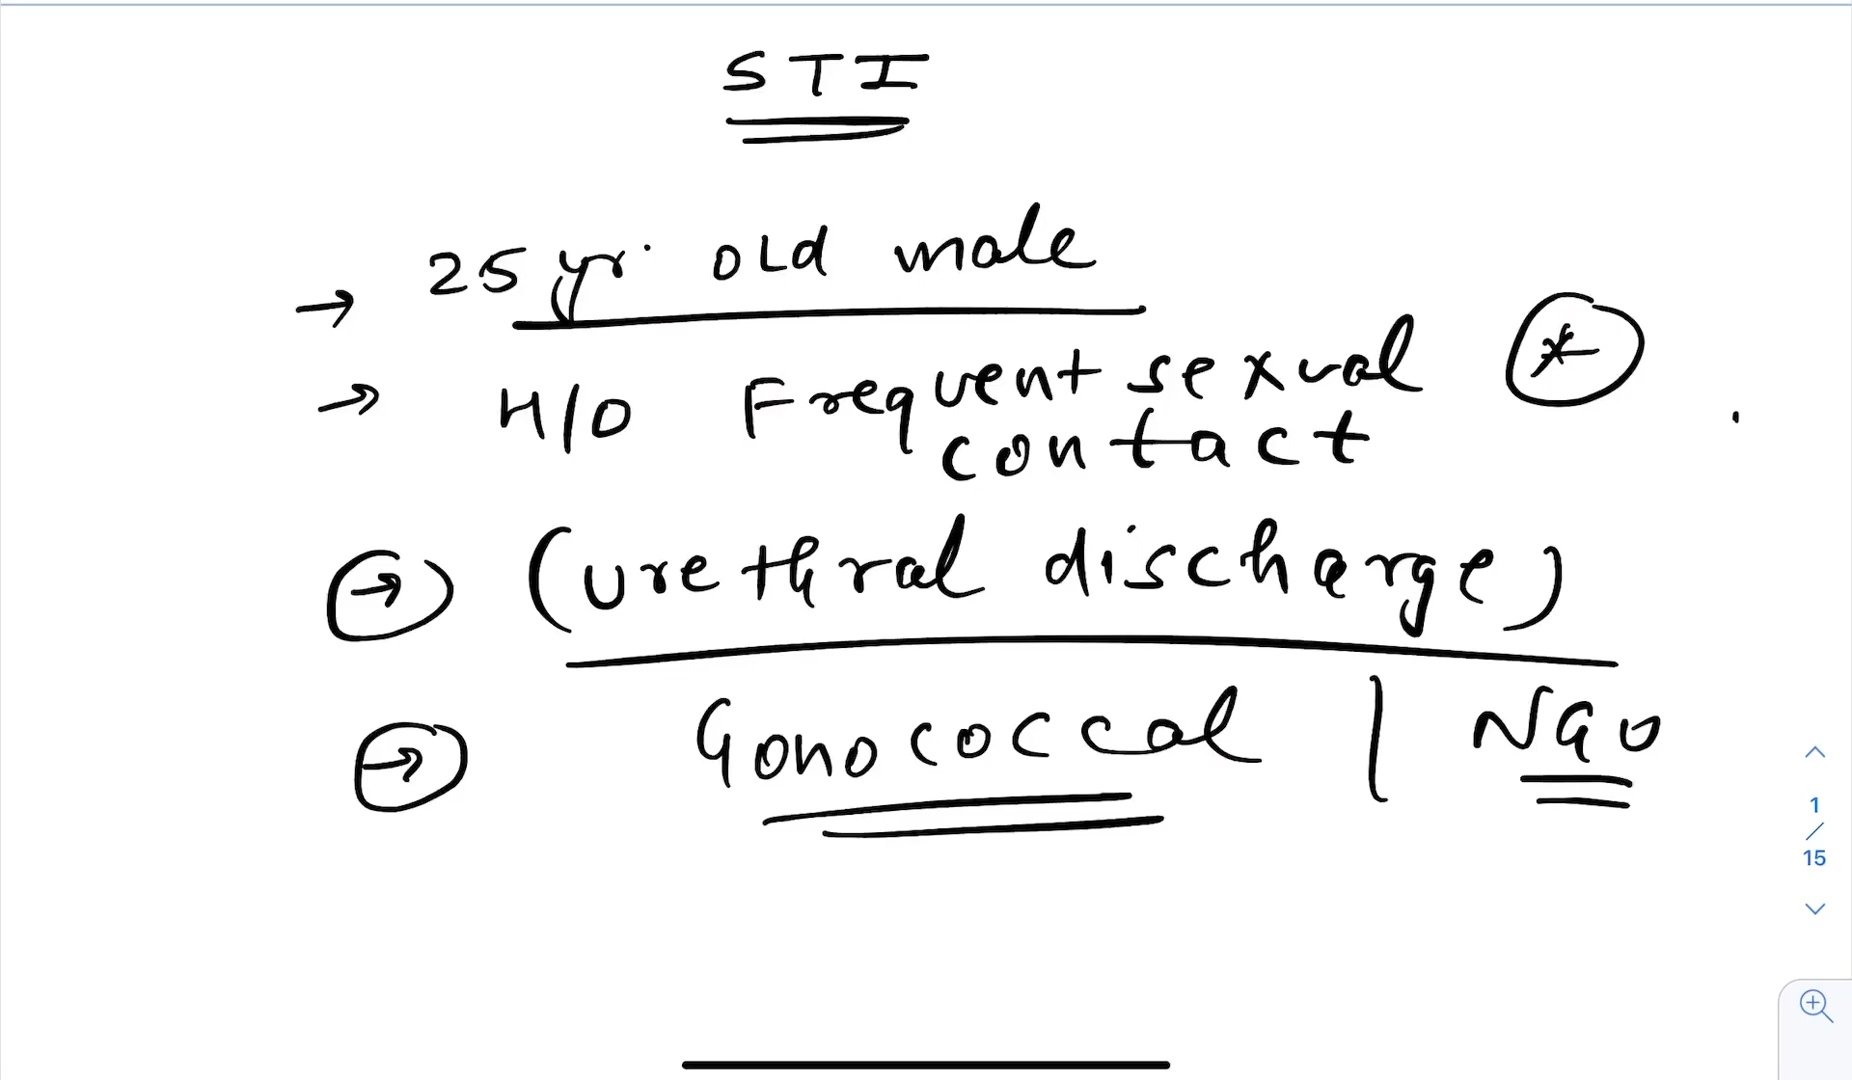 STI
→ 25 yr. old male
→ H/O Frequent sexual *
contact
→ (urethral discharge)
→ Gonococcal | NGU
1
/
15